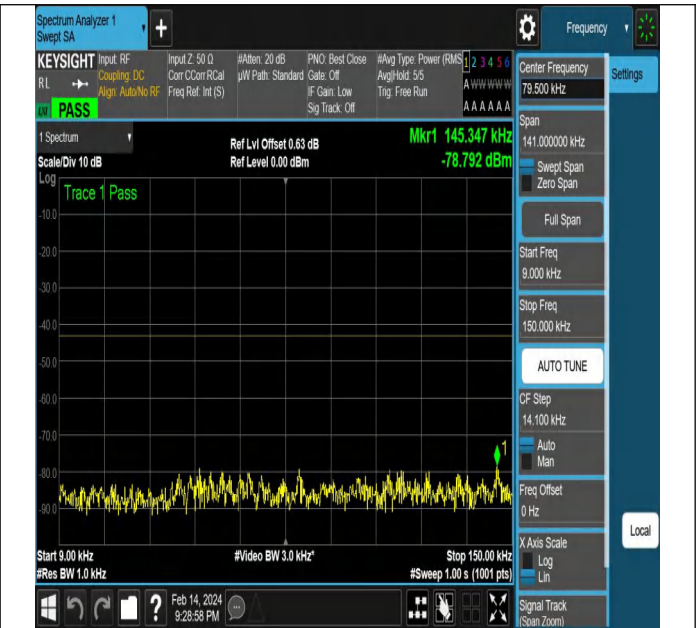 Spectrum Analyzer 1
Swept SA
Frequency
KEYSIGHT
RL
PASS
Input: RF
Coupling: DC
Align: Auto/No RF
Input Z: 50 Ω
Corr CCorr RCal
Freq Ref: Int (S)
#Atten: 20 dB
µW Path: Standard
PNO: Best Close
Gate: Off
IF Gain: Low
Sig Track: Off
#Avg Type: Power (RMS
Avg|Hold: 5/5
Trig: Free Run
1 2 3 4 5 6
A W W W W W
A A A A A A
Center Frequency
79.500 kHz
Settings
1 Spectrum
Scale/Div 10 dB
Ref Lvl Offset 0.63 dB
Ref Level 0.00 dBm
Mkr1 145.347 kHz
-78.792 dBm
Span
141.000000 kHz
Swept Span
Zero Span
Log
Trace 1 Pass
-10.0
-20.0
-30.0
-40.0
-50.0
-60.0
-70.0
-80.0
-90.0
1
Full Span
Start Freq
9.000 kHz
Stop Freq
150.000 kHz
AUTO TUNE
CF Step
14.100 kHz
Auto
Man
Freq Offset
0 Hz
Local
X Axis Scale
Log
Lin
Start 9.00 kHz
#Video BW 3.0 kHz*
Stop 150.00 kHz
#Res BW 1.0 kHz
#Sweep 1.00 s (1001 pts)
Feb 14, 2024
9:28:58 PM
Signal Track
(Span Zoom)